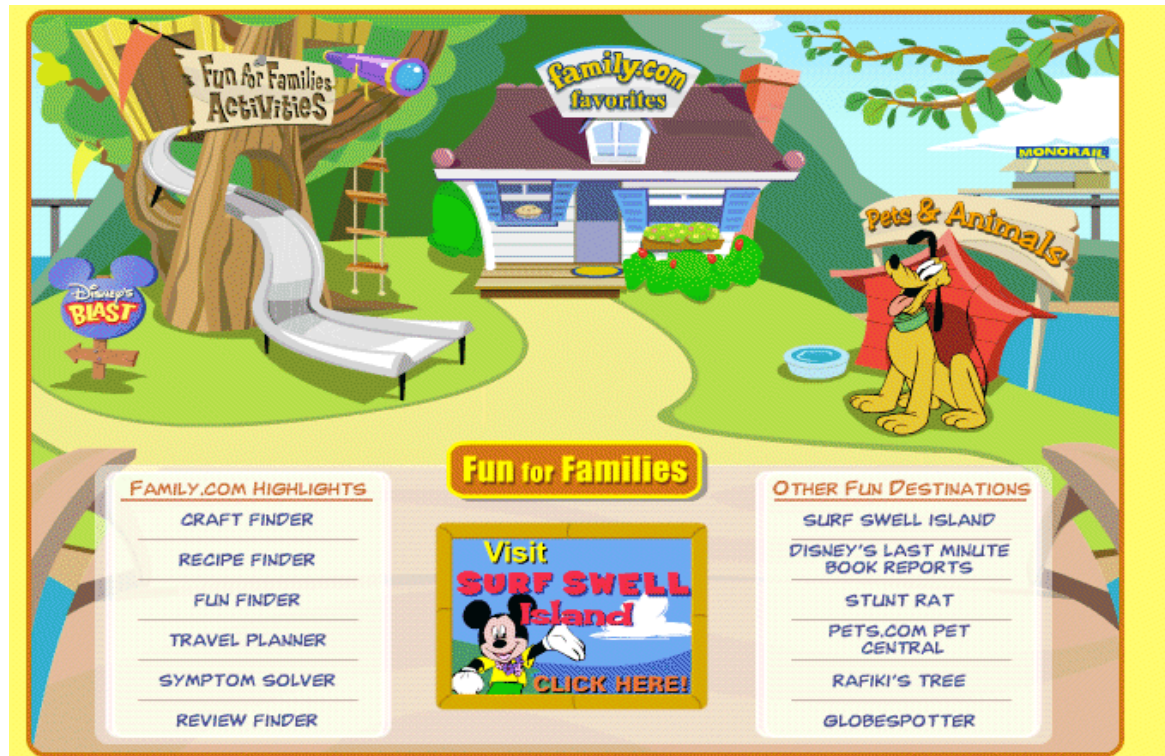 Fun for Families
Activities
family.com
favorites
MONORAIL
Pets & Animals
Disney's
BLAST
Fun for Families
FAMILY.COM HIGHLIGHTS
CRAFT FINDER
RECIPE FINDER
FUN FINDER
TRAVEL PLANNER
SYMPTOM SOLVER
REVIEW FINDER
Visit
SURF SWELL
Island
CLICK HERE!
OTHER FUN DESTINATIONS
SURF SWELL ISLAND
DISNEY'S LAST MINUTE
BOOK REPORTS
STUNT RAT
PETS.COM PET
CENTRAL
RAFIKI'S TREE
GLOBESPOTTER